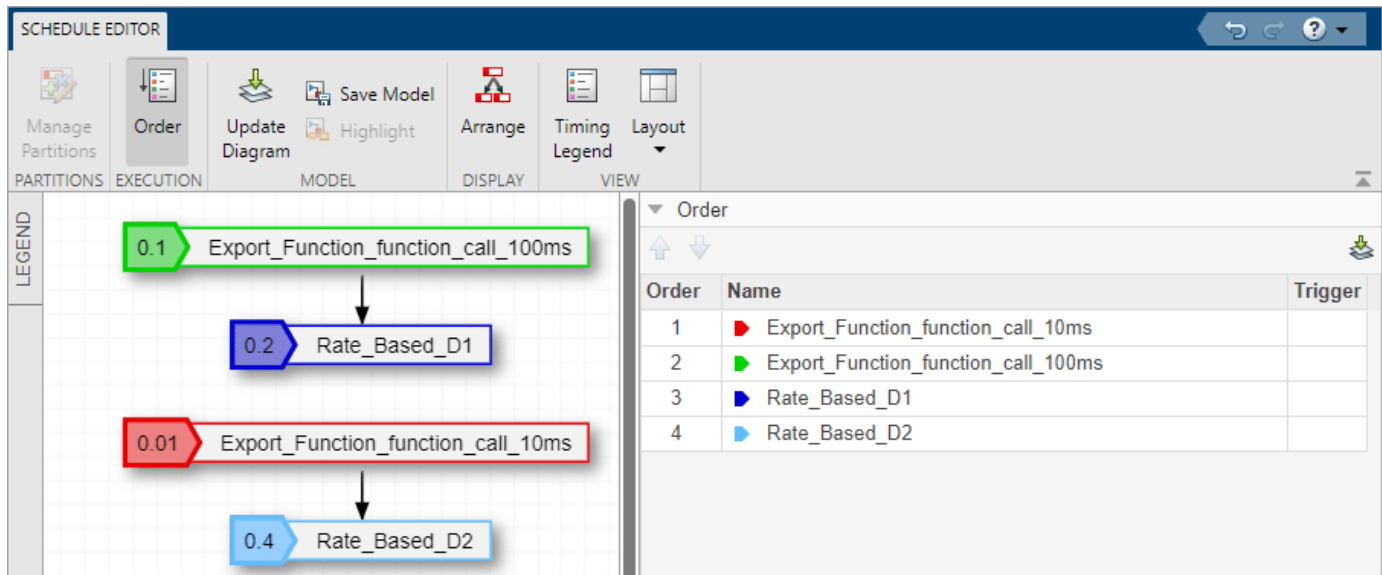 SCHEDULE EDITOR
?
Manage Partitions
Order
Update Diagram
Save Model
Highlight
Arrange
Timing Legend
Layout
PARTITIONS
EXECUTION
MODEL
DISPLAY
VIEW
LEGEND
0.1 Export_Function_function_call_100ms
0.2 Rate_Based_D1
0.01 Export_Function_function_call_10ms
0.4 Rate_Based_D2
Order
Order Name Trigger
1 Export_Function_function_call_10ms
2 Export_Function_function_call_100ms
3 Rate_Based_D1
4 Rate_Based_D2